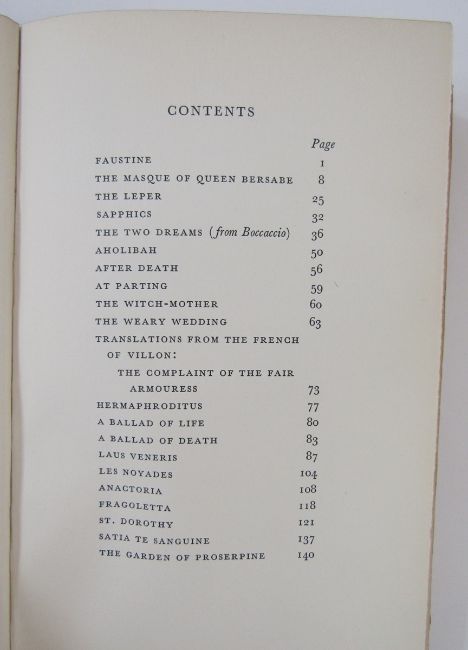 CONTENTS
Page
FAUSTINE 1
THE MASQUE OF QUEEN BERSABE 8
THE LEPER 25
SAPPHICS 32
THE TWO DREAMS (from Boccaccio) 36
AHOLIBAH 50
AFTER DEATH 56
AT PARTING 59
THE WITCH-MOTHER 60
THE WEARY WEDDING 63
TRANSLATIONS FROM THE FRENCH
OF VILLON:
THE COMPLAINT OF THE FAIR
ARMOURESS 73
HERMAPHRODITUS 77
A BALLAD OF LIFE 80
A BALLAD OF DEATH 83
LAUS VENERIS 87
LES NOYADES 104
ANACTORIA 108
FRAGOLETTA 118
ST. DOROTHY 121
SATIA TE SANGUINE 137
THE GARDEN OF PROSERPINE 140